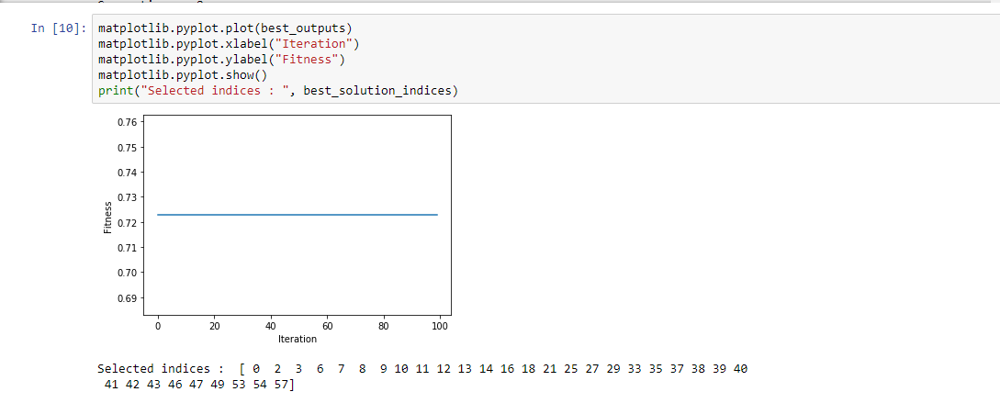 In [10]:
matplotlib.pyplot.plot(best_outputs)
matplotlib.pyplot.xlabel("Iteration")
matplotlib.pyplot.ylabel("Fitness")
matplotlib.pyplot.show()
print("Selected indices : ", best_solution_indices)
0.76
0.75
0.74
0.73
0.72
0.71
0.70
0.69
Fitness
0 20 40 60 80 100
Iteration
Selected indices :  [ 0  2  3  6  7  8  9 10 11 12 13 14 16 18 21 25 27 29 33 35 37 38 39 40
 41 42 43 46 47 49 53 54 57]